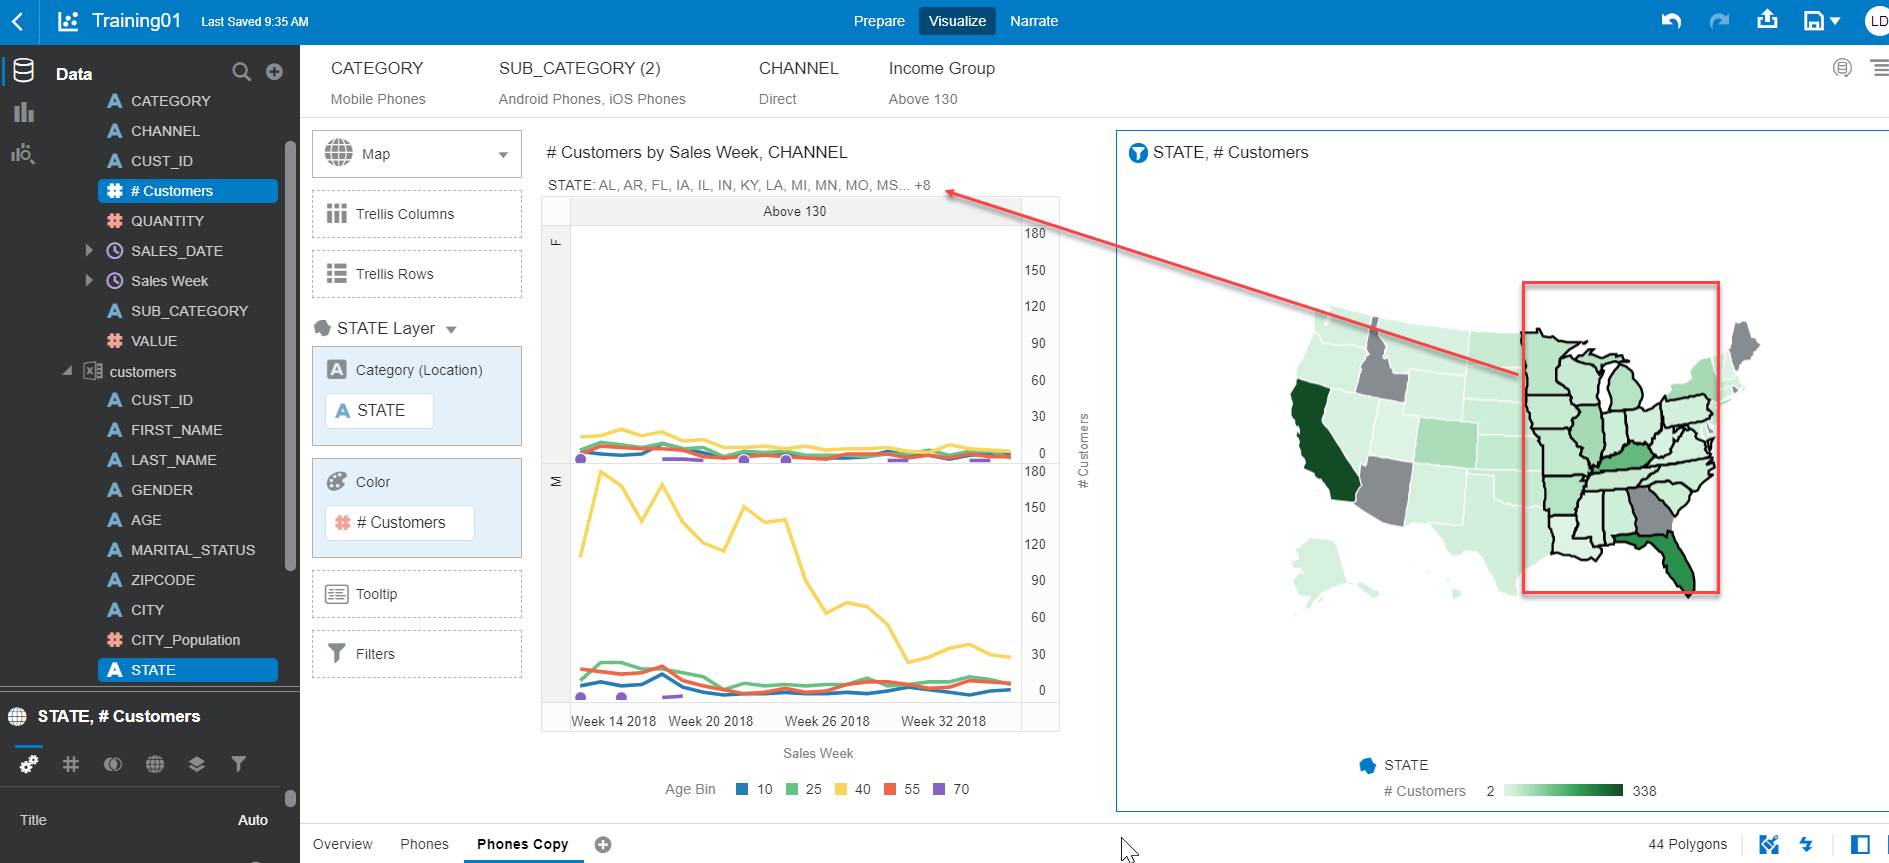 Training01
Last Saved 9:35 AM
Prepare
Visualize
Narrate
LD
Data
CATEGORY
CHANNEL
CUST_ID
# Customers
QUANTITY
SALES_DATE
Sales Week
SUB_CATEGORY
VALUE
customers
CUST_ID
FIRST_NAME
LAST_NAME
GENDER
AGE
MARITAL_STATUS
ZIPCODE
CITY
CITY_Population
STATE
STATE, # Customers
Title
Auto
CATEGORY
Mobile Phones
SUB_CATEGORY (2)
Android Phones, iOS Phones
CHANNEL
Direct
Income Group
Above 130
Map
Trellis Columns
Trellis Rows
STATE Layer
Category (Location)
STATE
Color
# Customers
Tooltip
Filters
# Customers by Sales Week, CHANNEL
STATE: AL, AR, FL, IA, IL, IN, KY, LA, MI, MN, MO, MS... +8
Above 130
F
180
150
120
90
60
30
0
M
180
150
120
90
60
30
0
# Customers
Week 14 2018
Week 20 2018
Week 26 2018
Week 32 2018
Sales Week
Age Bin
10
25
40
55
70
STATE, # Customers
STATE
# Customers
2
338
Overview
Phones
Phones Copy
44 Polygons